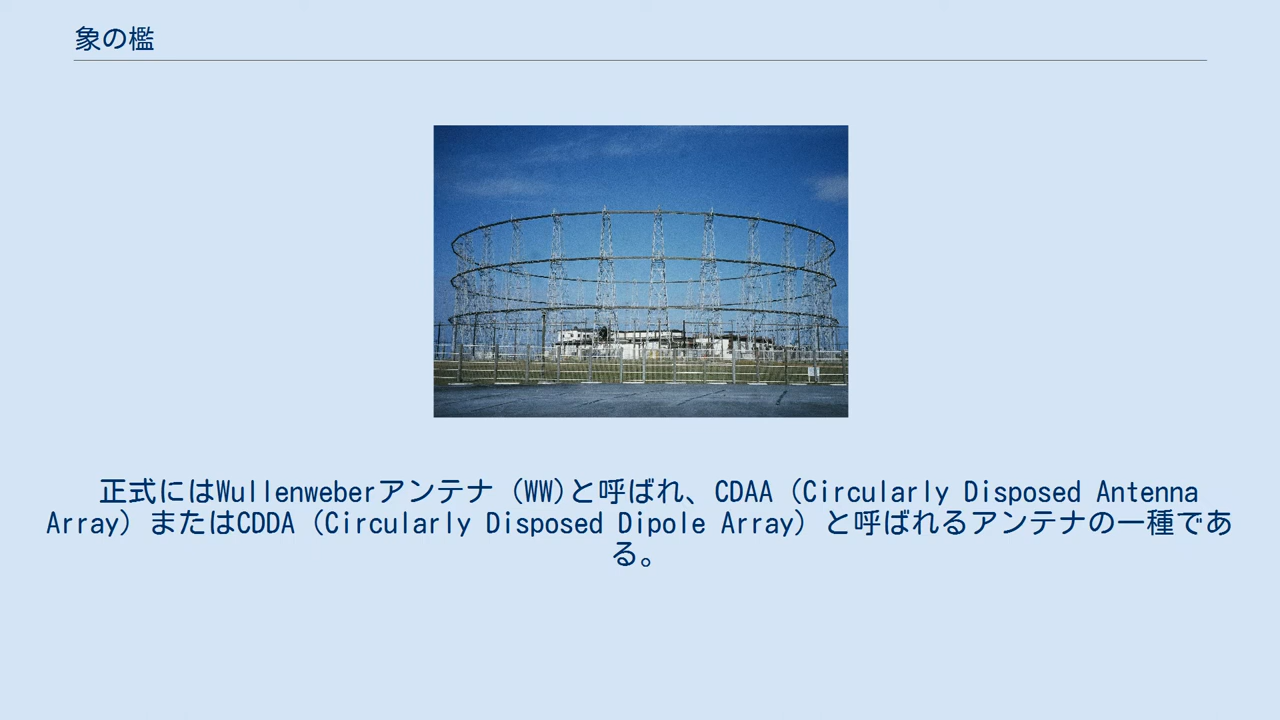 象の檻
正式にはWullenweberアンテナ (WW)と呼ばれ、CDAA（Circularly Disposed Antenna
Array）またはCDDA（Circularly Disposed Dipole Array）と呼ばれるアンテナの一種であ
る。